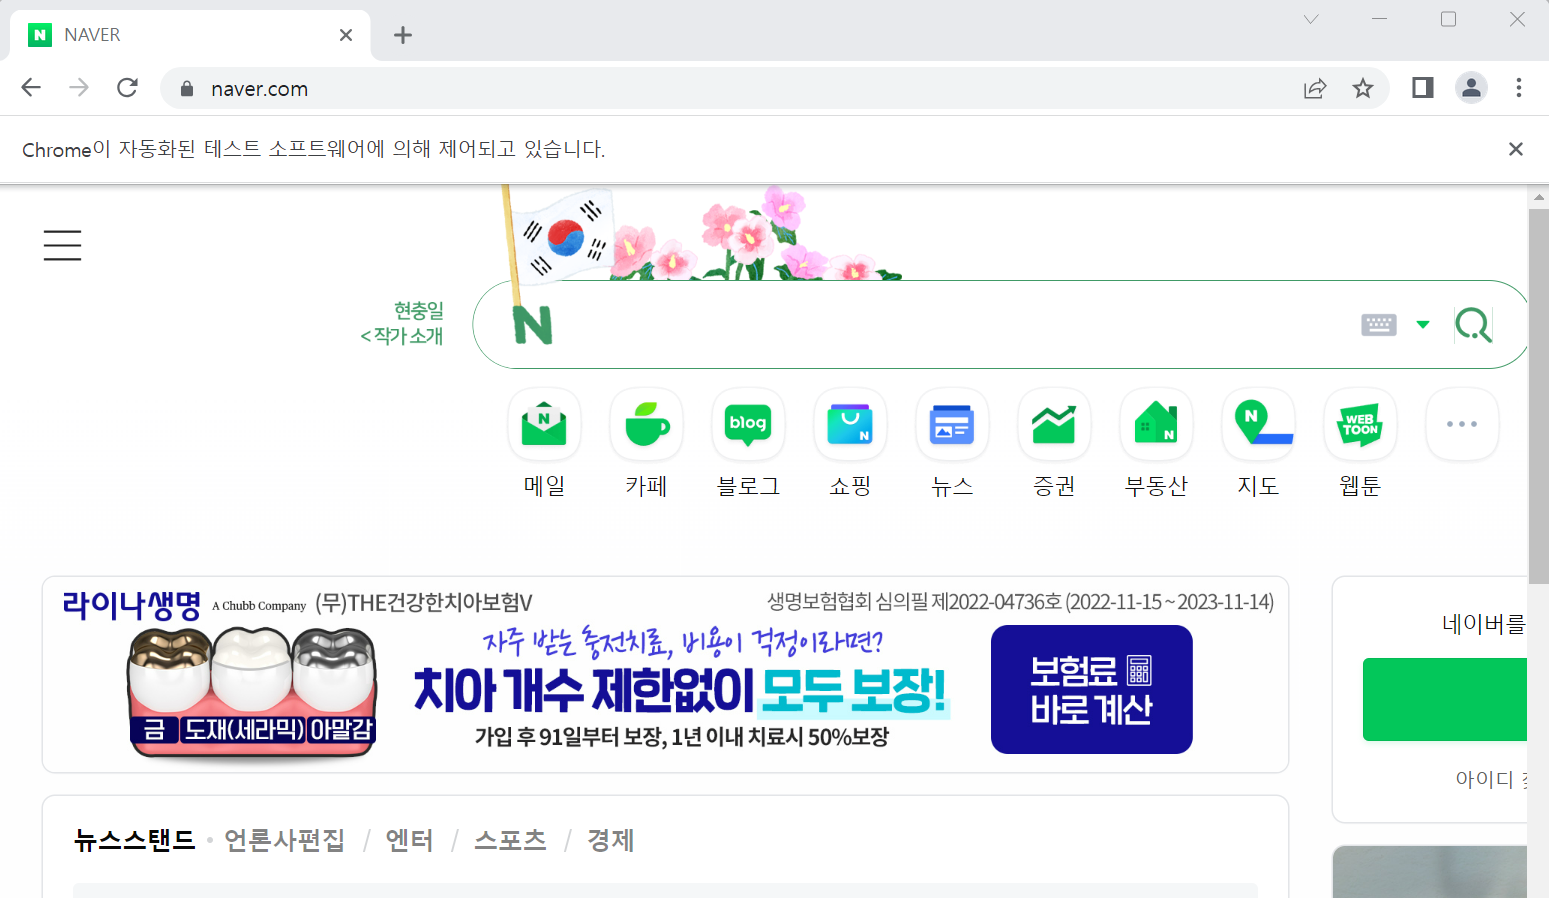 NAVER
naver.com
Chrome이 자동화된 테스트 소프트웨어에 의해 제어되고 있습니다.
현충일
< 작가 소개
N
N
blog
N
N
N
WEB
TOON
메일
카페
블로그
쇼핑
뉴스
증권
부동산
지도
웹툰
라이나생명 A Chubb Company (무)THE건강한치아보험V
생명보험협회 심의필 제2022-04736호 (2022-11-15 ~ 2023-11-14)
자주 받는 충전치료, 비용이 걱정이라면?
치아 개수 제한없이 모두 보장!
가입 후 91일부터 보장, 1년 이내 치료시 50%보장
금 도재(세라믹) 아말감
보험료
바로 계산
네이버를
아이디
뉴스스탠드 • 언론사편집 / 엔터 / 스포츠 / 경제